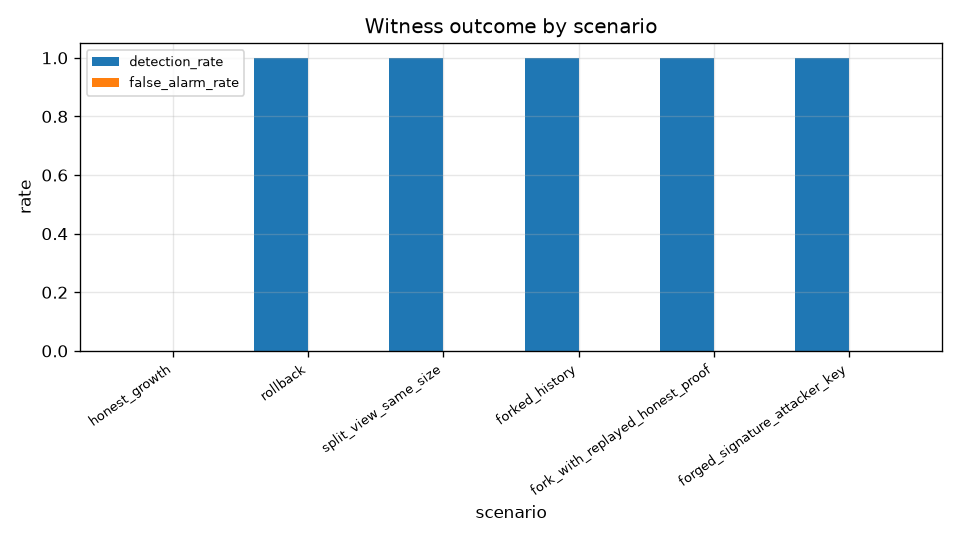 Witness outcome by scenario
detection_rate
false_alarm_rate
rate
1.0
0.8
0.6
0.4
0.2
0.0
honest_growth
rollback
split_view_same_size
forked_history
fork_with_replayed_honest_proof
forged_signature_attacker_key
scenario